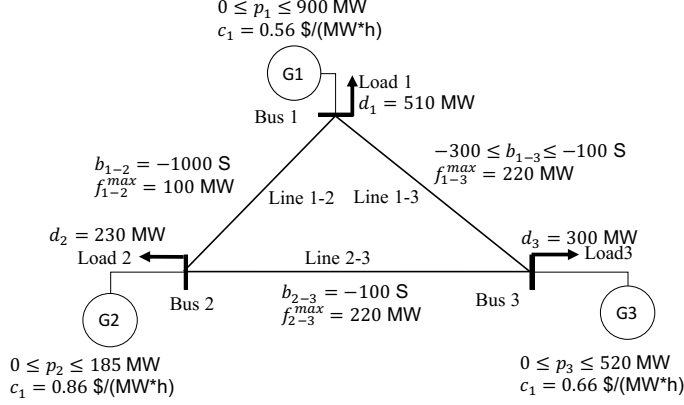 0 ≤ p₁ ≤ 900 MW
c₁ = 0.56 $/(MW*h)
G1
Load 1
d₁ = 510 MW
Bus 1
b₁₋₂ = −1000 S
f₁₋₂^max = 100 MW
−300 ≤ b₁₋₃ ≤ −100 S
f₁₋₃^max = 220 MW
Line 1-2
Line 1-3
d₂ = 230 MW
Load 2
Line 2-3
d₃ = 300 MW
Load3
Bus 2
b₂₋₃ = −100 S
f₂₋₃^max = 220 MW
Bus 3
G2
G3
0 ≤ p₂ ≤ 185 MW
c₁ = 0.86 $/(MW*h)
0 ≤ p₃ ≤ 520 MW
c₁ = 0.66 $/(MW*h)